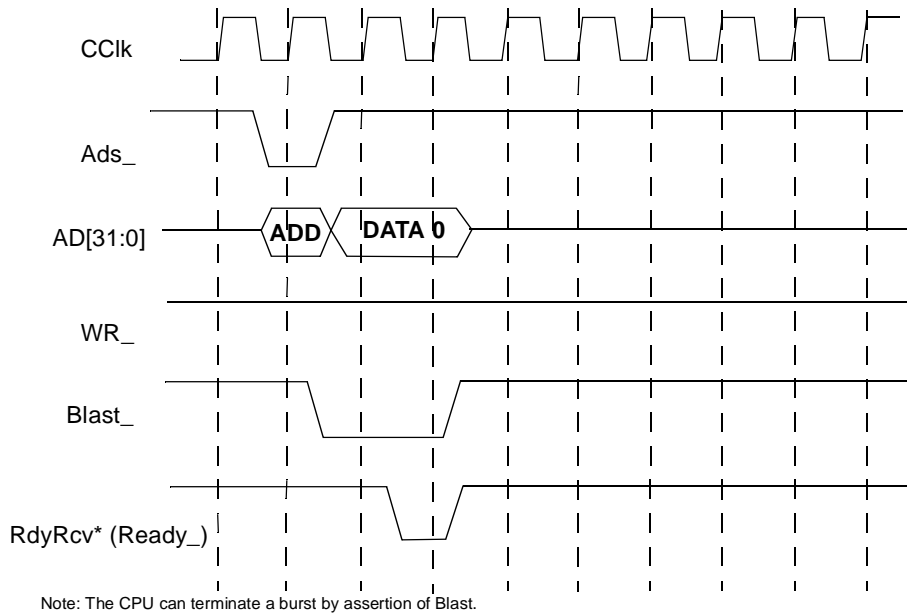 CClk
Ads_
AD[31:0]
ADD
DATA 0
WR_
Blast_
RdyRcv* (Ready_)
Note: The CPU can terminate a burst by assertion of Blast.